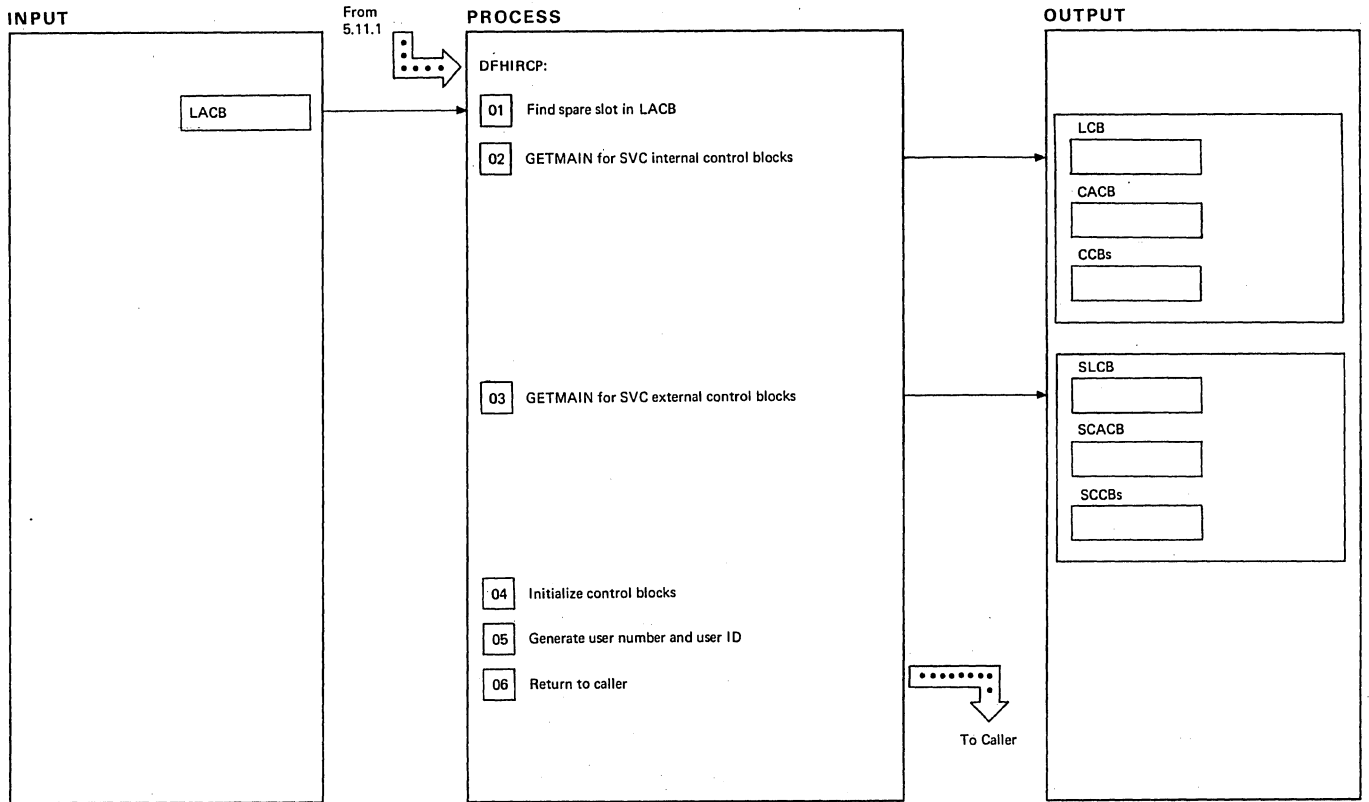 INPUT
From
5.11.1
PROCESS
OUTPUT
LACB
DFHIRCP:
01 Find spare slot in LACB
02 GETMAIN for SVC internal control blocks
LCB
CACB
CCBs
03 GETMAIN for SVC external control blocks
SLCB
SCACB
SCCBs
04 Initialize control blocks
05 Generate user number and user ID
06 Return to caller
To Caller